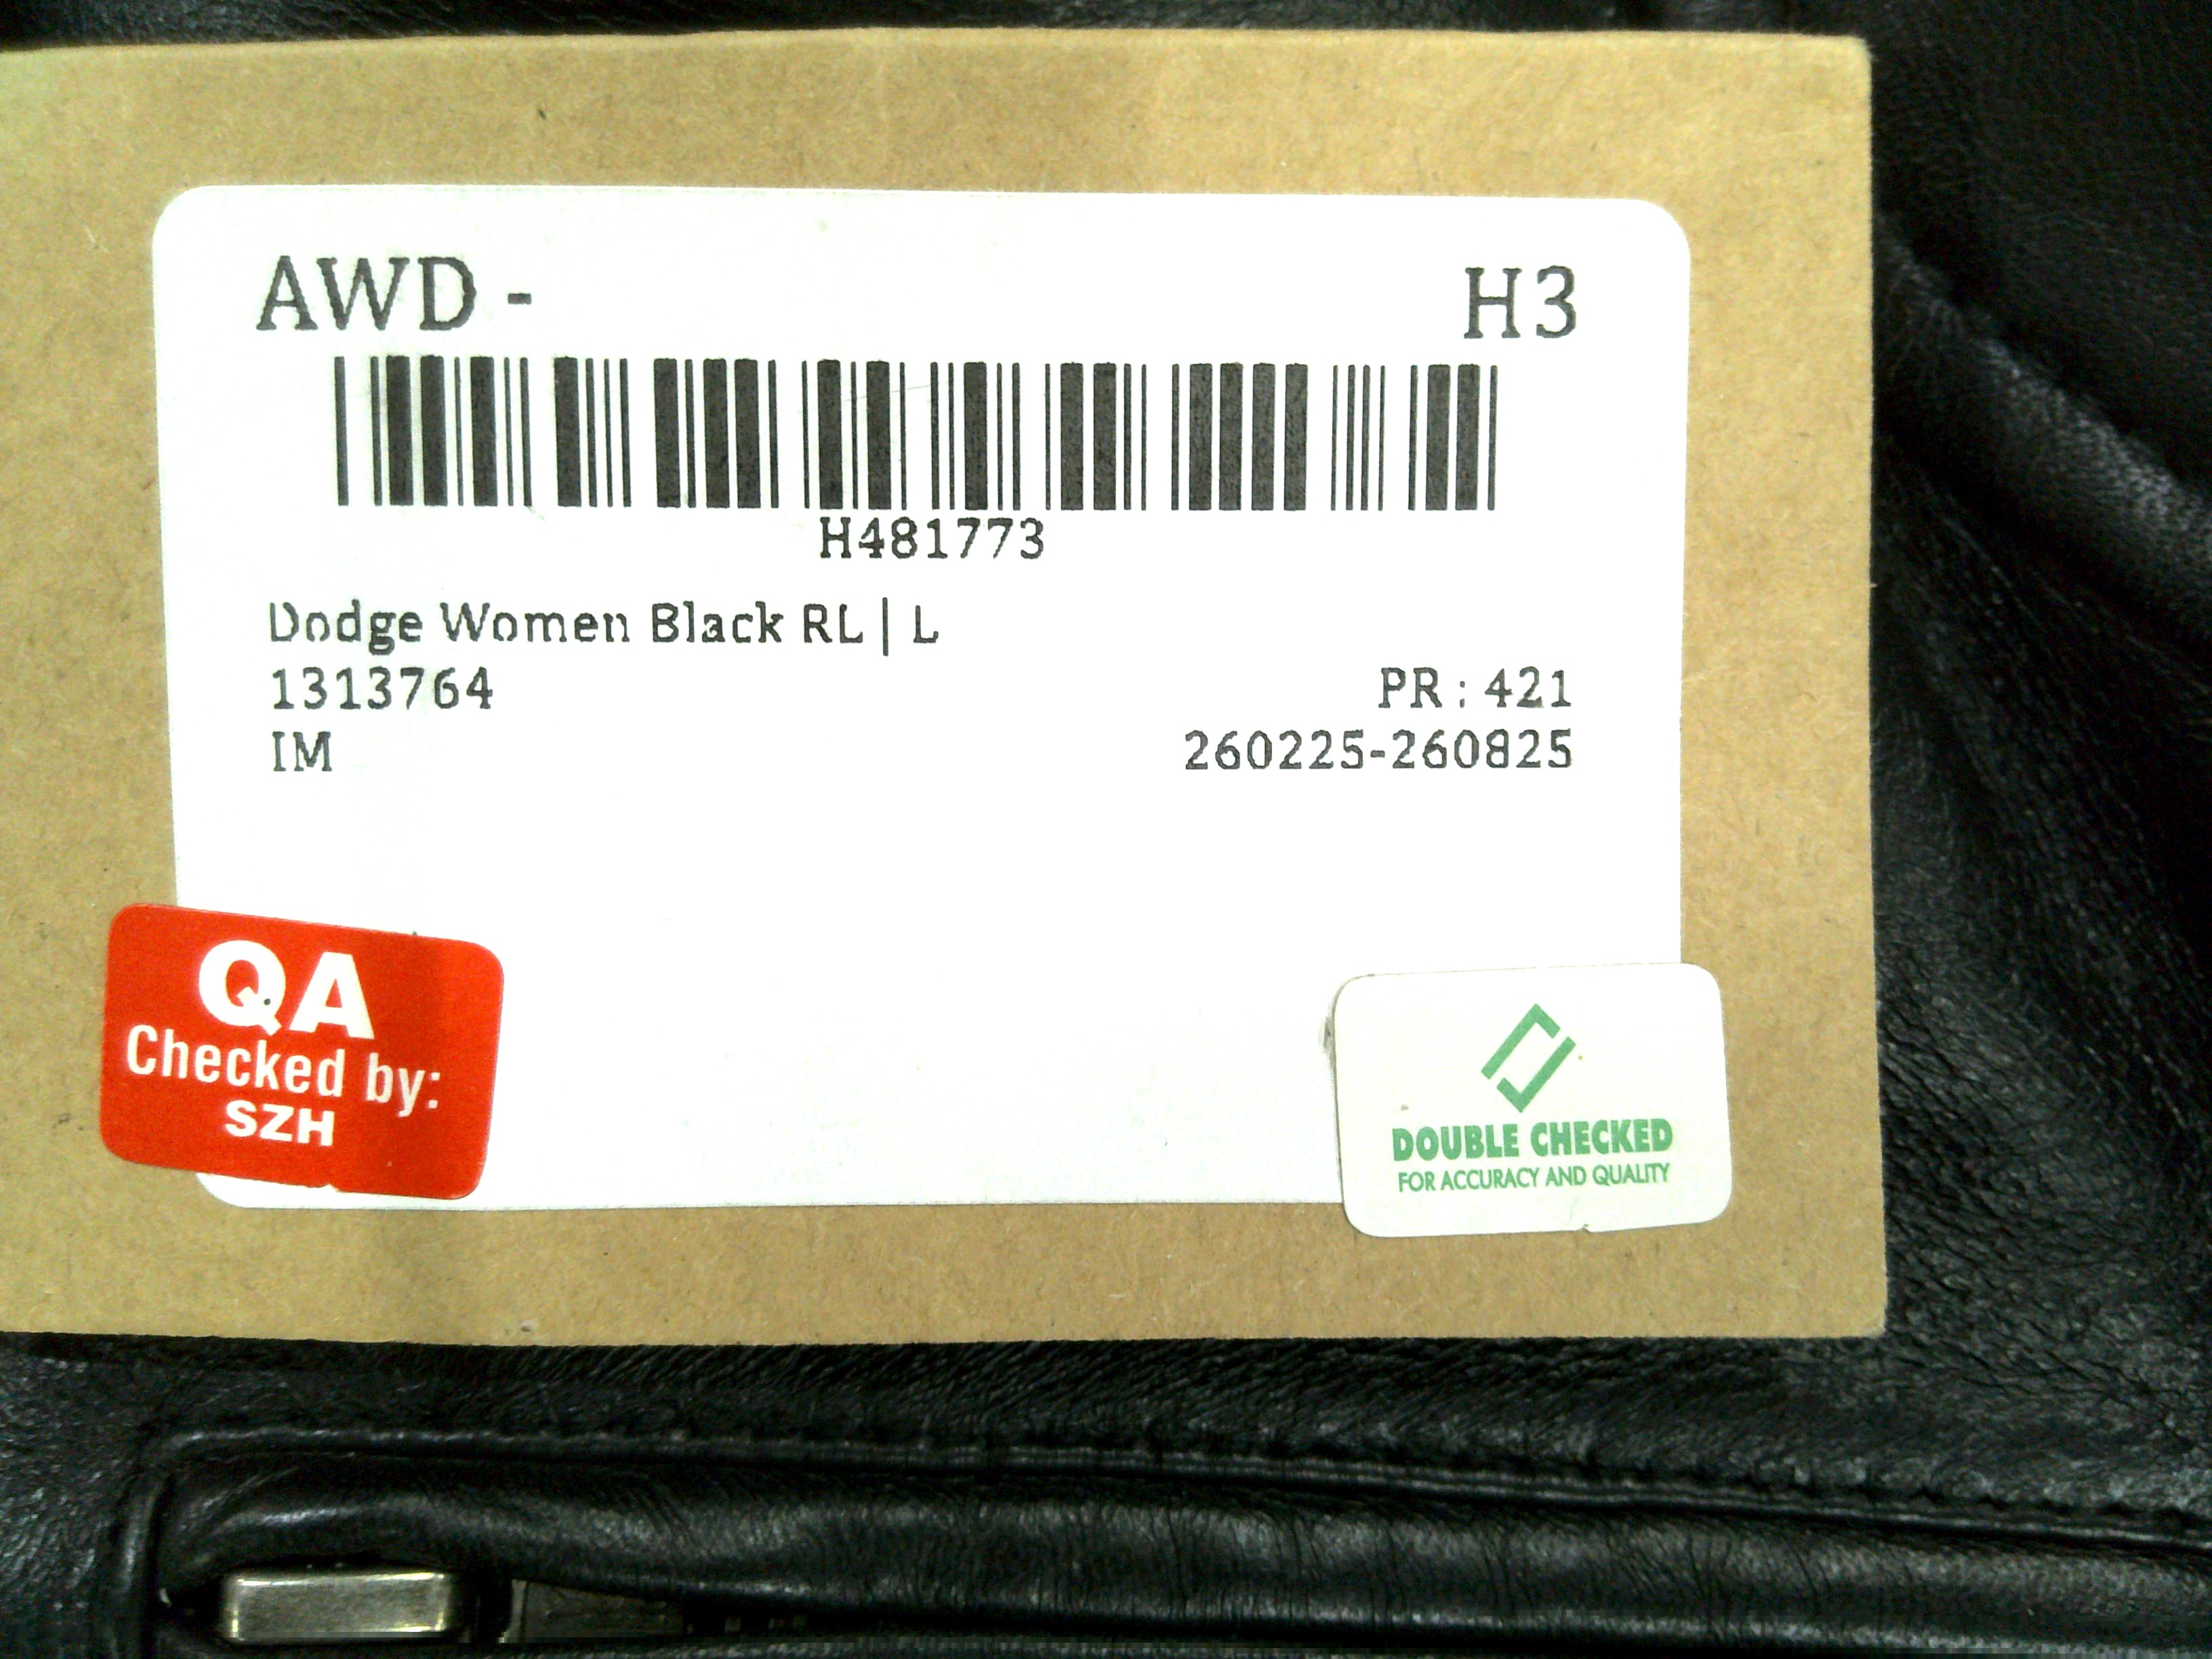 AWD - H3
H481773
Dodge Women Black RL | L
1313764 PR : 421
IM 260225-260825
QA
Checked by:
SZH
DOUBLE CHECKED
FOR ACCURACY AND QUALITY